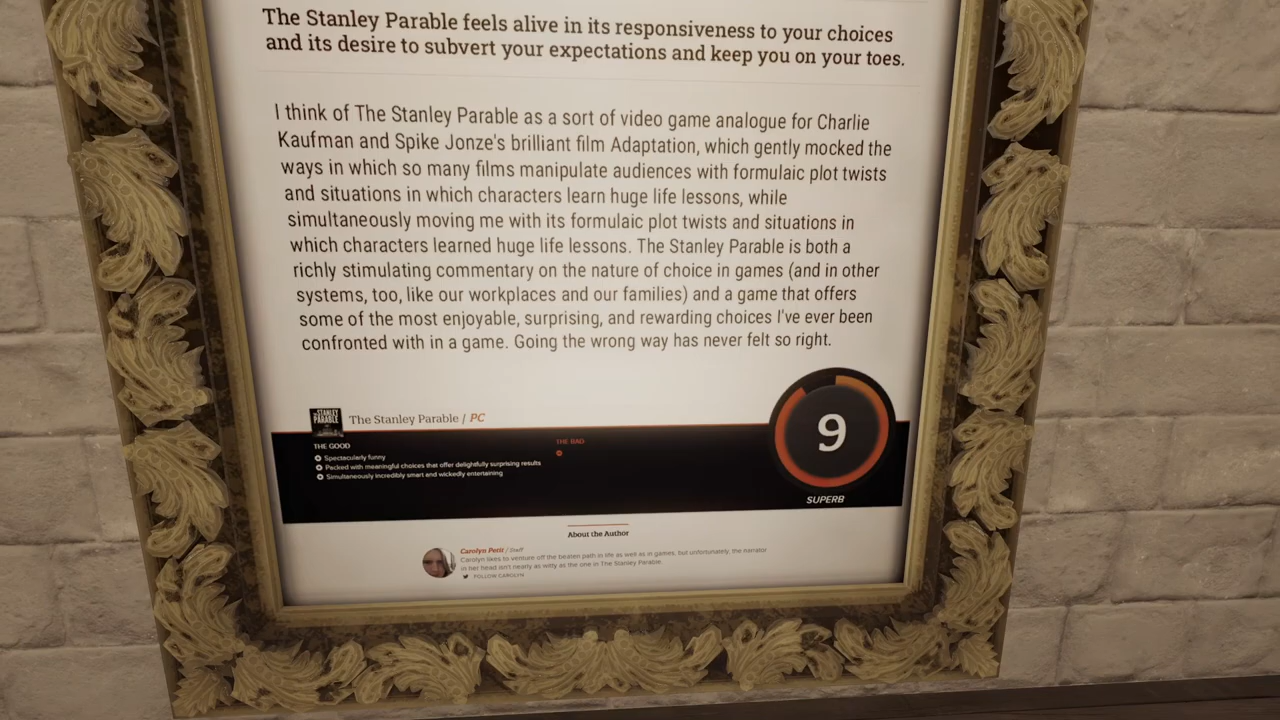 The Stanley Parable feels alive in its responsiveness to your choices
and its desire to subvert your expectations and keep you on your toes.
I think of The Stanley Parable as a sort of video game analogue for Charlie
Kaufman and Spike Jonze's brilliant film Adaptation, which gently mocked the
ways in which so many films manipulate audiences with formulaic plot twists
and situations in which characters learn huge life lessons, while
simultaneously moving me with its formulaic plot twists and situations in
which characters learned huge life lessons. The Stanley Parable is both a
richly stimulating commentary on the nature of choice in games (and in other
systems, too, like our workplaces and our families) and a game that offers
some of the most enjoyable, surprising, and rewarding choices I've ever been
confronted with in a game. Going the wrong way has never felt so right.
THE STANLEY
PARABLE
The Stanley Parable / PC
THE GOOD
Spectacularly funny
Packed with meaningful choices that offer delightfully surprising results
Simultaneously incredibly smart and wickedly entertaining
THE BAD
9
SUPERB
About the Author
Carolyn Petit / Staff
Carolyn likes to venture off the beaten path in life as well as in games, but unfortunately, the narrator
in her head isn't nearly as witty as the one in The Stanley Parable.
FOLLOW CAROLYN